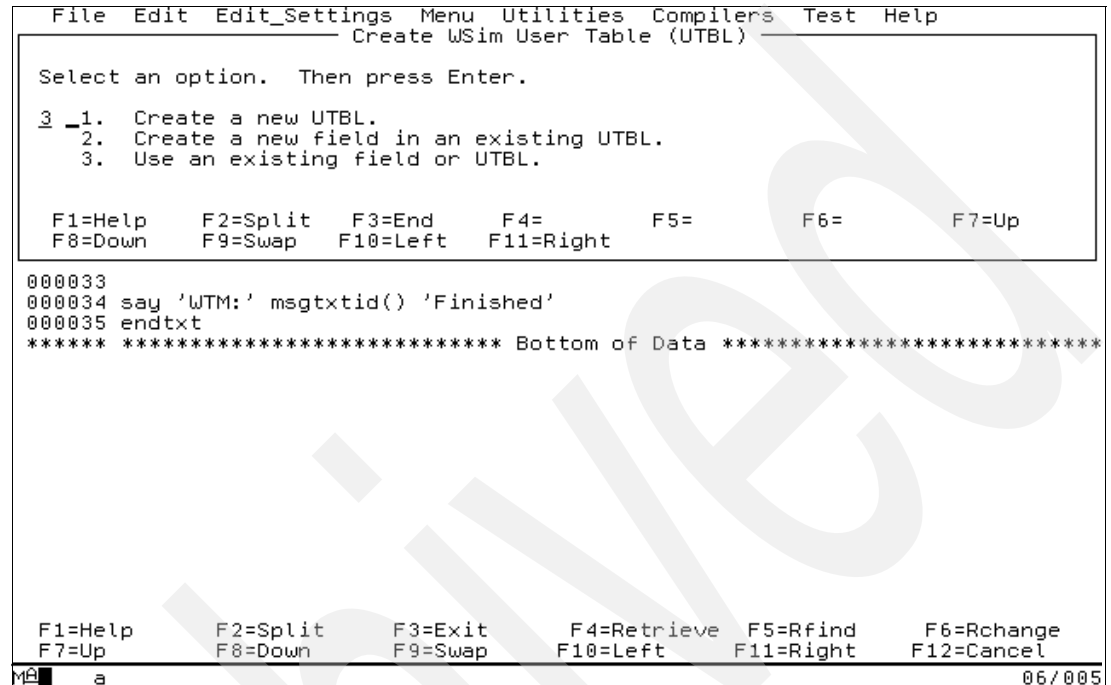 File Edit Edit_Settings Menu Utilities Compilers Test Help
Create WSim User Table (UTBL)
Select an option. Then press Enter.
3 _1. Create a new UTBL.
2. Create a new field in an existing UTBL.
3. Use an existing field or UTBL.
F1=Help F2=Split F3=End F4= F5= F6= F7=Up
F8=Down F9=Swap F10=Left F11=Right
000033
000034 say 'WTM:' msgtxtid() 'Finished'
000035 endtxt
****** **************************** Bottom of Data ****************************
F1=Help F2=Split F3=Exit F4=Retrieve F5=Rfind F6=Rchange
F7=Up F8=Down F9=Swap F10=Left F11=Right F12=Cancel
MA a 06/005